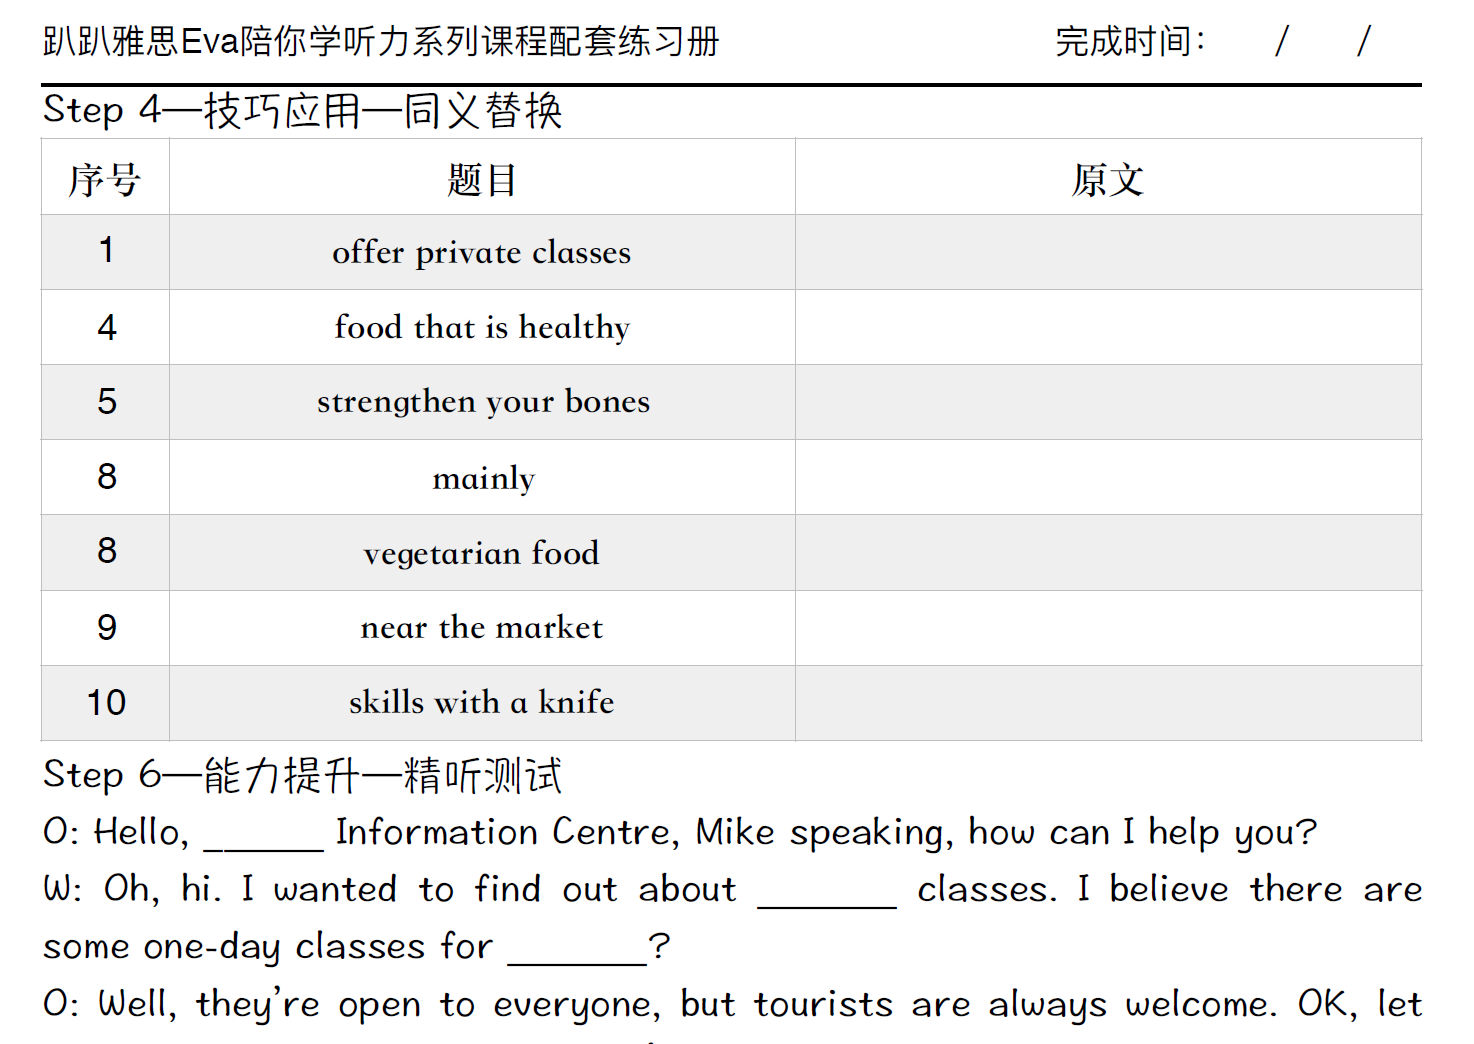 趴趴雅思Eva陪你学听力系列课程配套练习册 完成时间： / /
Step 4—技巧应用—同义替换
序号 题目 原文
1 offer private classes
4 food that is healthy
5 strengthen your bones
8 mainly
8 vegetarian food
9 near the market
10 skills with a knife
Step 6—能力提升—精听测试
O: Hello, ______ Information Centre, Mike speaking, how can I help you?
W: Oh, hi. I wanted to find out about _______ classes. I believe there are
some one-day classes for _______?
O: Well, they're open to everyone, but tourists are always welcome. OK, let